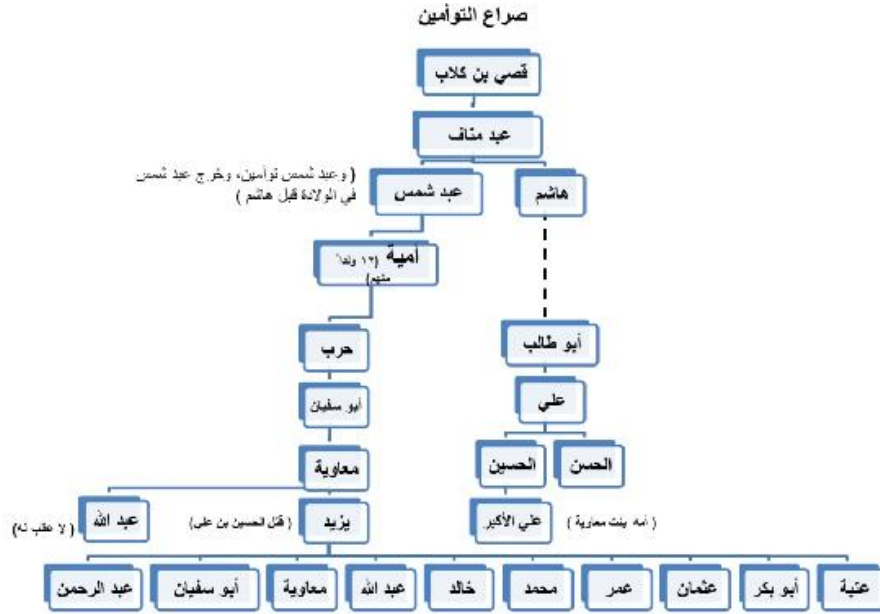 صراع التوأمين
قصي بن كلاب
عبد مناف
هاشم
عبد شمس
( وعبد شمس توأمين، وخرج عبد شمس
في الولادة قبل هاشم )
أمية (١٢ ولداً
منهم)
أبو طالب
حرب
علي
أبو سفيان
الحسن
الحسين
معاوية
( أمه بنت معاوية )
علي الأكبر
يزيد
( قتل الحسين بن علي)
عبد الله
( لا عقب له)
عتبة
أبو بكر
عثمان
عمر
محمد
خالد
عبد الله
معاوية
أبو سفيان
عبد الرحمن